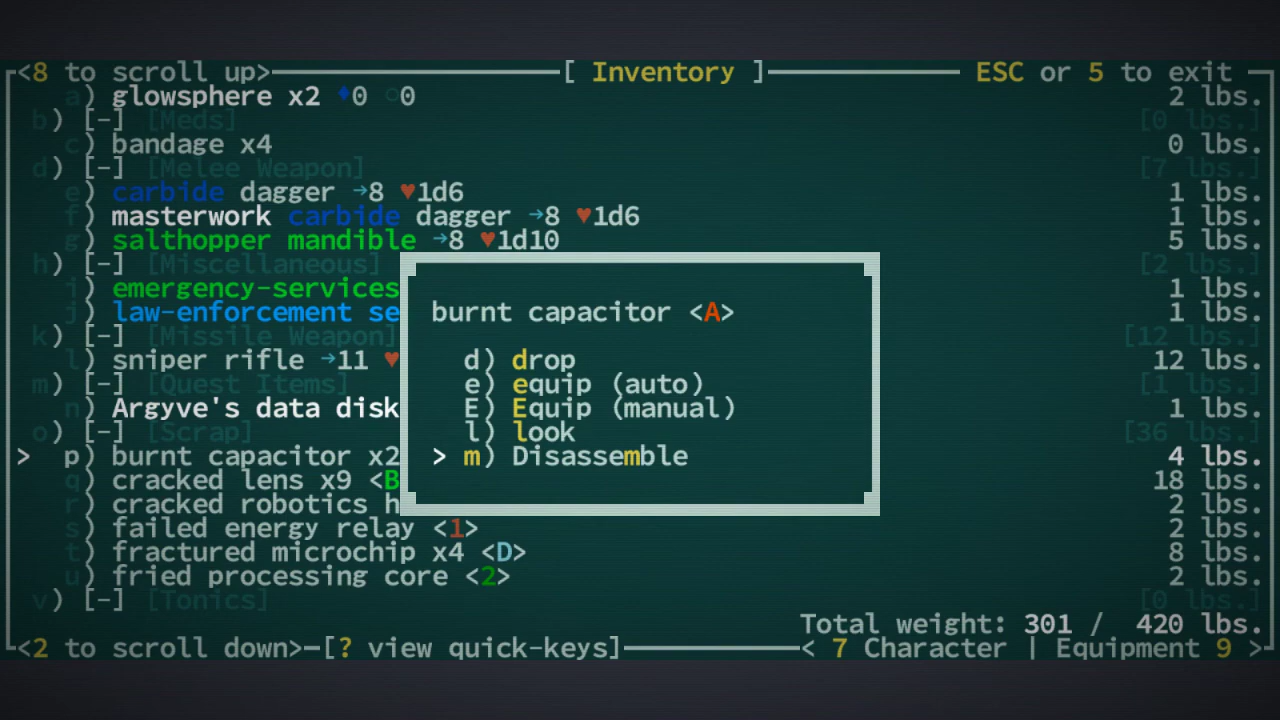 <8 to scroll up> [ Inventory ] ESC or 5 to exit
a) glowsphere x2 ♦0 ○0 2 lbs.
b) [-] [Meds] [0 lbs.]
c) bandage x4 0 lbs.
d) [-] [Melee Weapon] [7 lbs.]
e) carbide dagger →8 ♥1d6 1 lbs.
f) masterwork carbide dagger →8 ♥1d6 1 lbs.
g) salthopper mandible →8 ♥1d10 5 lbs.
h) [-] [Miscellaneous] [2 lbs.]
i) emergency-services 1 lbs.
j) law-enforcement se 1 lbs.
k) [-] [Missile Weapon] [12 lbs.]
l) sniper rifle →11 ♥ 12 lbs.
m) [-] [Quest Items] [1 lbs.]
n) Argyve's data disk 1 lbs.
o) [-] [Scrap] [36 lbs.]
> p) burnt capacitor x2 4 lbs.
q) cracked lens x9 <B 18 lbs.
r) cracked robotics h 2 lbs.
s) failed energy relay <1> 2 lbs.
t) fractured microchip x4 <D> 8 lbs.
u) fried processing core <2> 2 lbs.
v) [-] [Tonics] [0 lbs.]
Total weight: 301 / 420 lbs.
<2 to scroll down> [? view quick-keys] < 7 Character | Equipment 9 >
burnt capacitor <A>
d) drop
e) equip (auto)
E) Equip (manual)
l) look
> m) Disassemble